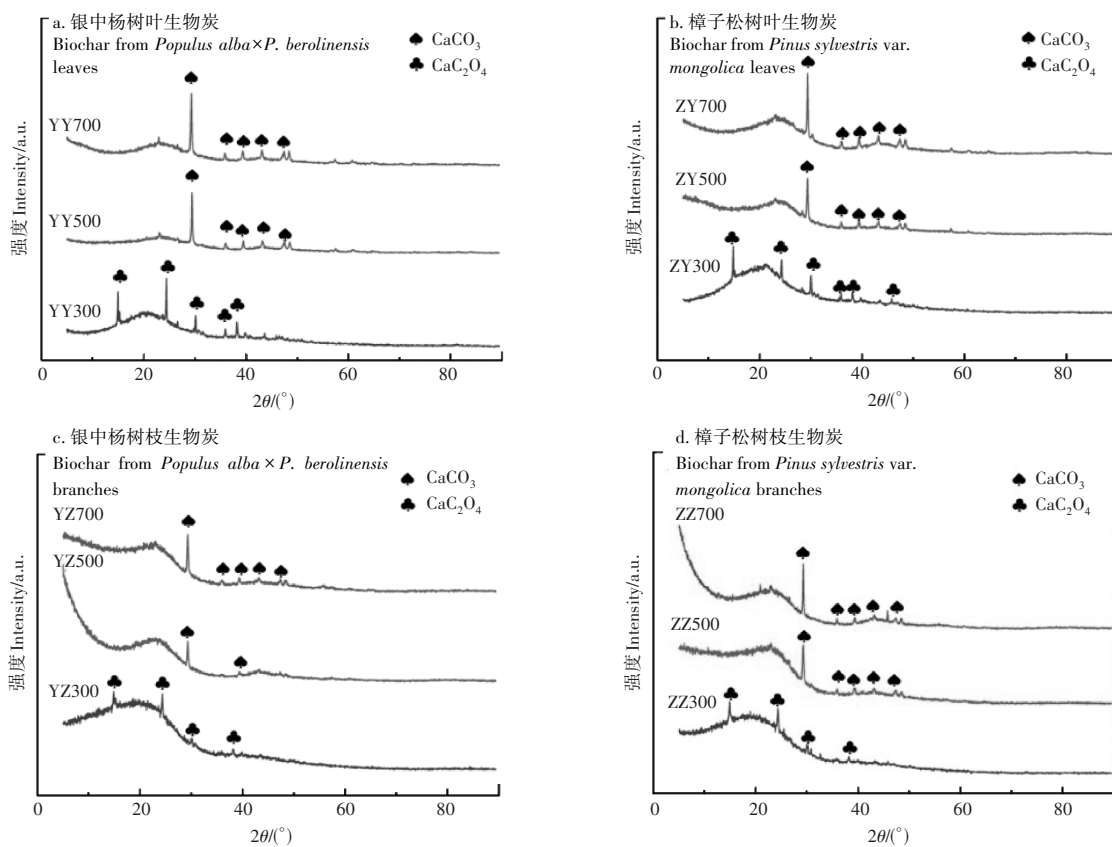 a. 银中杨树叶生物炭
Biochar from Populus alba×P. berolinensis
leaves
CaCO₃
CaC₂O₄
YY700
YY500
YY300
强度 Intensity/a.u.
0 20 40 60 80
2θ/(°)
b. 樟子松树叶生物炭
Biochar from Pinus sylvestris var.
mongolica leaves
CaCO₃
CaC₂O₄
ZY700
ZY500
ZY300
强度 Intensity/a.u.
0 20 40 60 80
2θ/(°)
c. 银中杨树枝生物炭
Biochar from Populus alba × P. berolinensis
branches
CaCO₃
CaC₂O₄
YZ700
YZ500
YZ300
强度 Intensity/a.u.
0 20 40 60 80
2θ/(°)
d. 樟子松树枝生物炭
Biochar from Pinus sylvestris var.
mongolica branches
CaCO₃
CaC₂O₄
ZZ700
ZZ500
ZZ300
强度 Intensity/a.u.
0 20 40 60 80
2θ/(°)